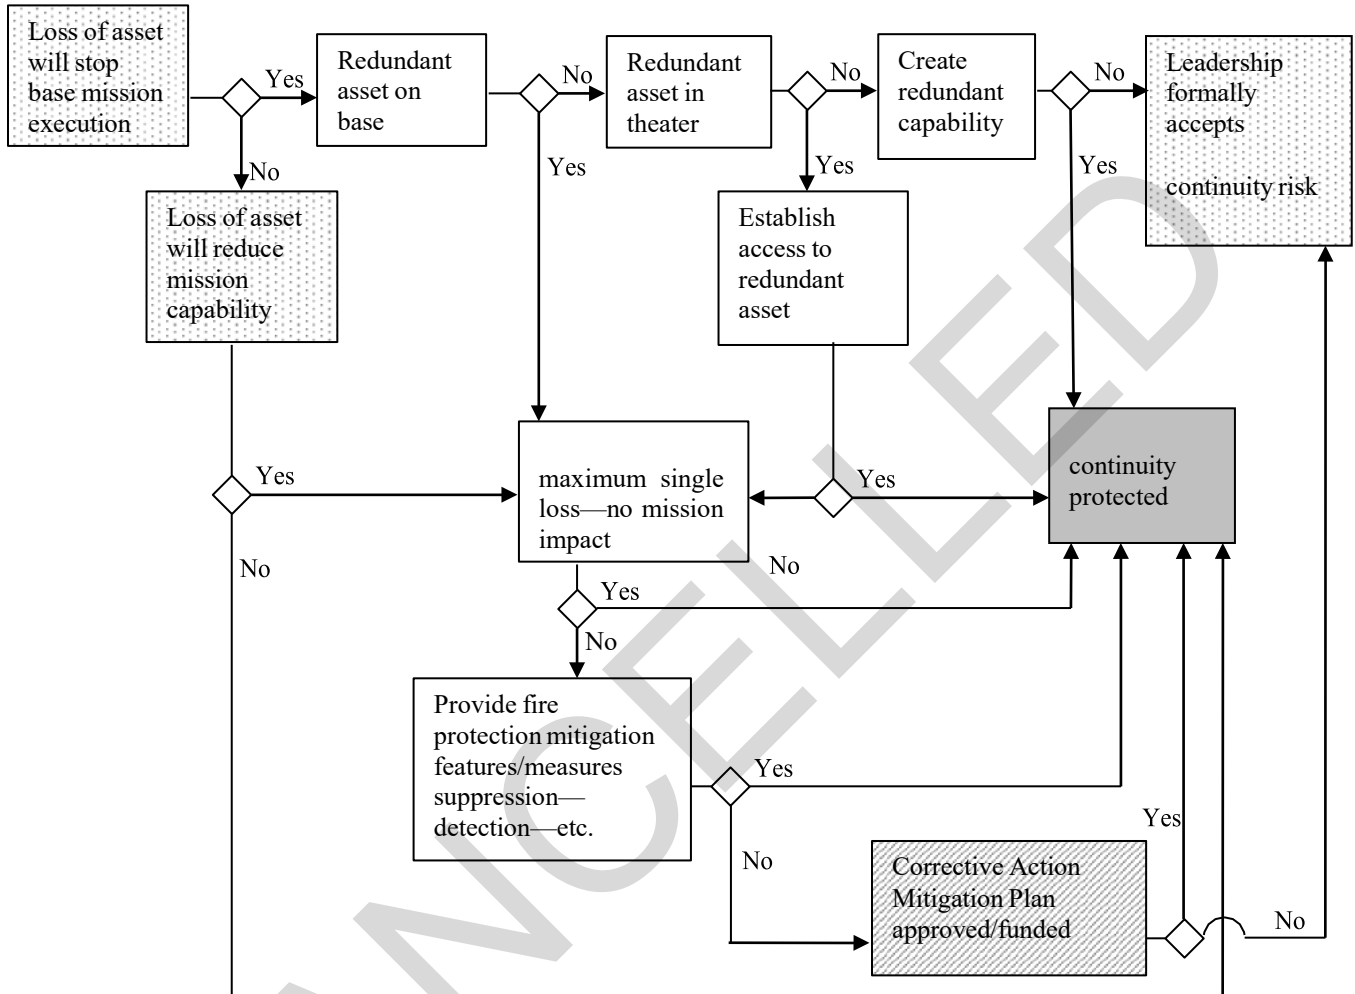 Loss of asset
will stop
base mission
execution
Yes
Redundant
asset on
base
No
Redundant
asset in
theater
No
Create
redundant
capability
No
Leadership
formally
accepts
continuity risk
No
Yes
Yes
Yes
Loss of asset
will reduce
mission
capability
Establish
access to
redundant
asset
Yes
maximum single
loss—no mission
impact
Yes
continuity
protected
No
No
Yes
No
Provide fire
protection mitigation
features/measures
suppression—
detection—etc.
Yes
No
Yes
Corrective Action
Mitigation Plan
approved/funded
No
NCELLED